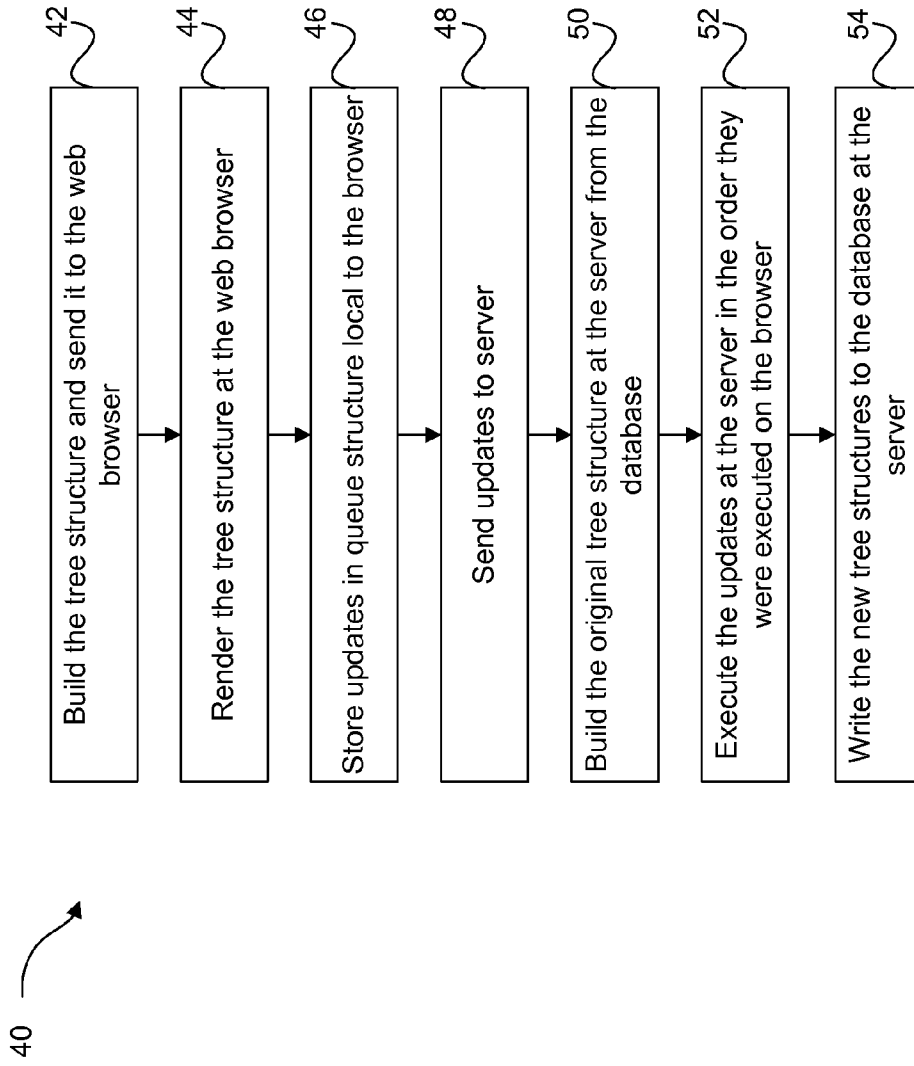 40
42
Build the tree structure and send it to the web
browser
44
Render the tree structure at the web browser
46
Store updates in queue structure local to the browser
48
Send updates to server
50
Build the original tree structure at the server from the
database
52
Execute the updates at the server in the order they
were executed on the browser
54
Write the new tree structures to the database at the
server